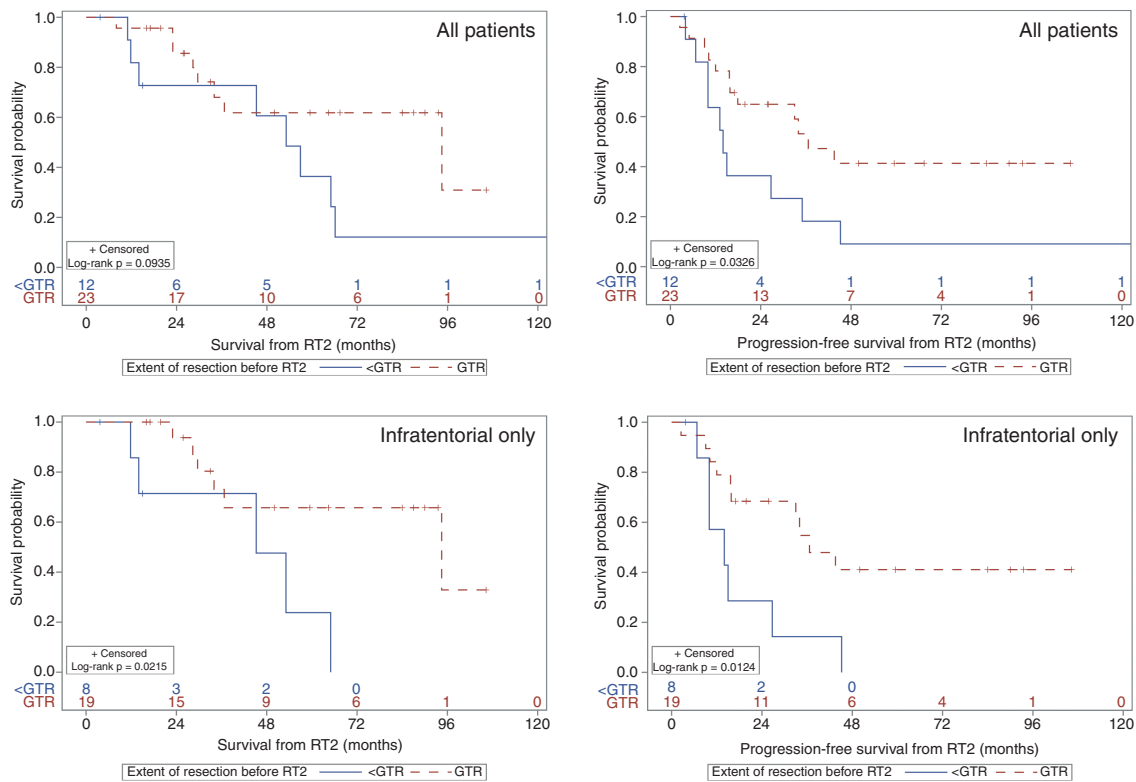 All patients
Survival probability
1.0
0.8
0.6
0.4
0.2
0.0
+ Censored
Log-rank p = 0.0935
<GTR 12 6 5 1 1 1
GTR 23 17 10 6 1 0
0 24 48 72 96 120
Survival from RT2 (months)
Extent of resection before RT2 <GTR GTR
All patients
Survival probability
1.0
0.8
0.6
0.4
0.2
0.0
+ Censored
Log-rank p = 0.0326
<GTR 12 4 1 1 1 1
GTR 23 13 7 4 1 0
0 24 48 72 96 120
Progression-free survival from RT2 (months)
Extent of resection before RT2 <GTR GTR
Infratentorial only
Survival probability
1.0
0.8
0.6
0.4
0.2
0.0
+ Censored
Log-rank p = 0.0215
<GTR 8 3 2 0
GTR 19 15 9 6 1 0
0 24 48 72 96 120
Survival from RT2 (months)
Extent of resection before RT2 <GTR GTR
Infratentorial only
Survival probability
1.0
0.8
0.6
0.4
0.2
0.0
+ Censored
Log-rank p = 0.0124
<GTR 8 2 0
GTR 19 11 6 4 1 0
0 24 48 72 96 120
Progression-free survival from RT2 (months)
Extent of resection before RT2 <GTR GTR